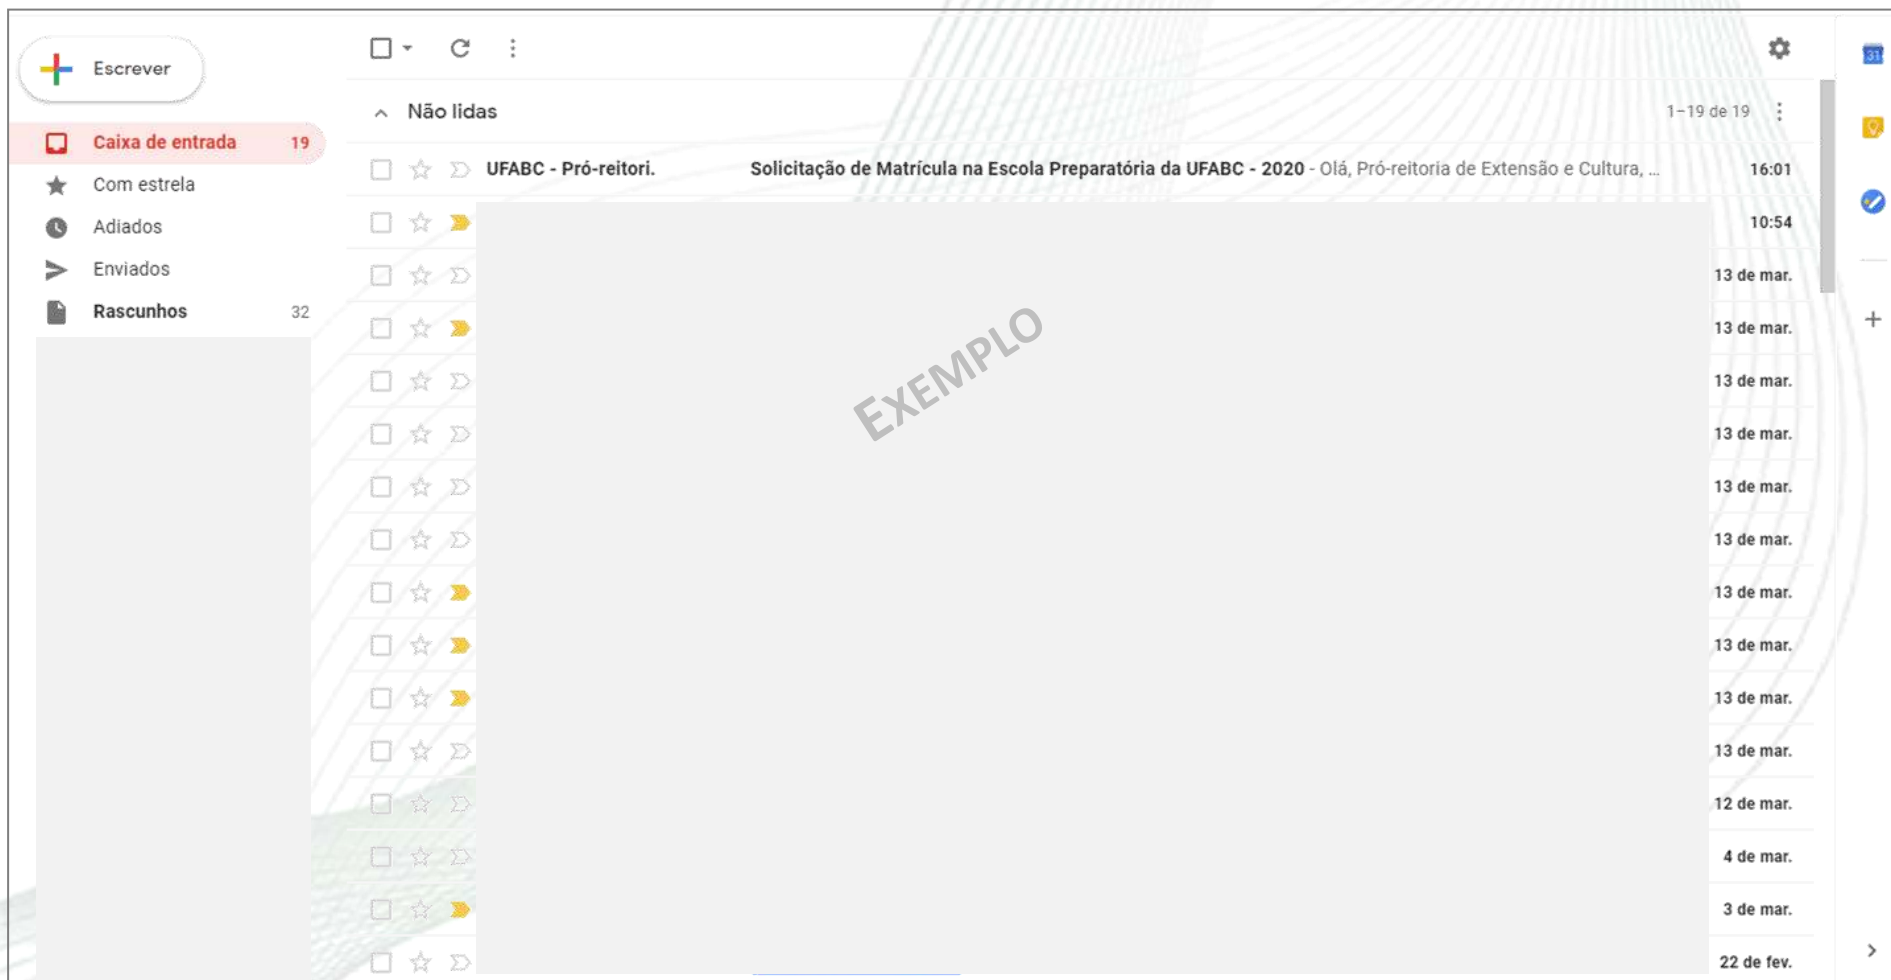 Escrever
Caixa de entrada 19
Com estrela
Adiados
Enviados
Rascunhos 32
Não lidas 1–19 de 19
UFABC - Pró-reitori. Solicitação de Matrícula na Escola Preparatória da UFABC - 2020 - Olá, Pró-reitoria de Extensão e Cultura, ... 16:01
10:54
13 de mar.
13 de mar.
13 de mar.
13 de mar.
13 de mar.
13 de mar.
13 de mar.
13 de mar.
13 de mar.
13 de mar.
12 de mar.
4 de mar.
3 de mar.
22 de fev.
EXEMPLO
31